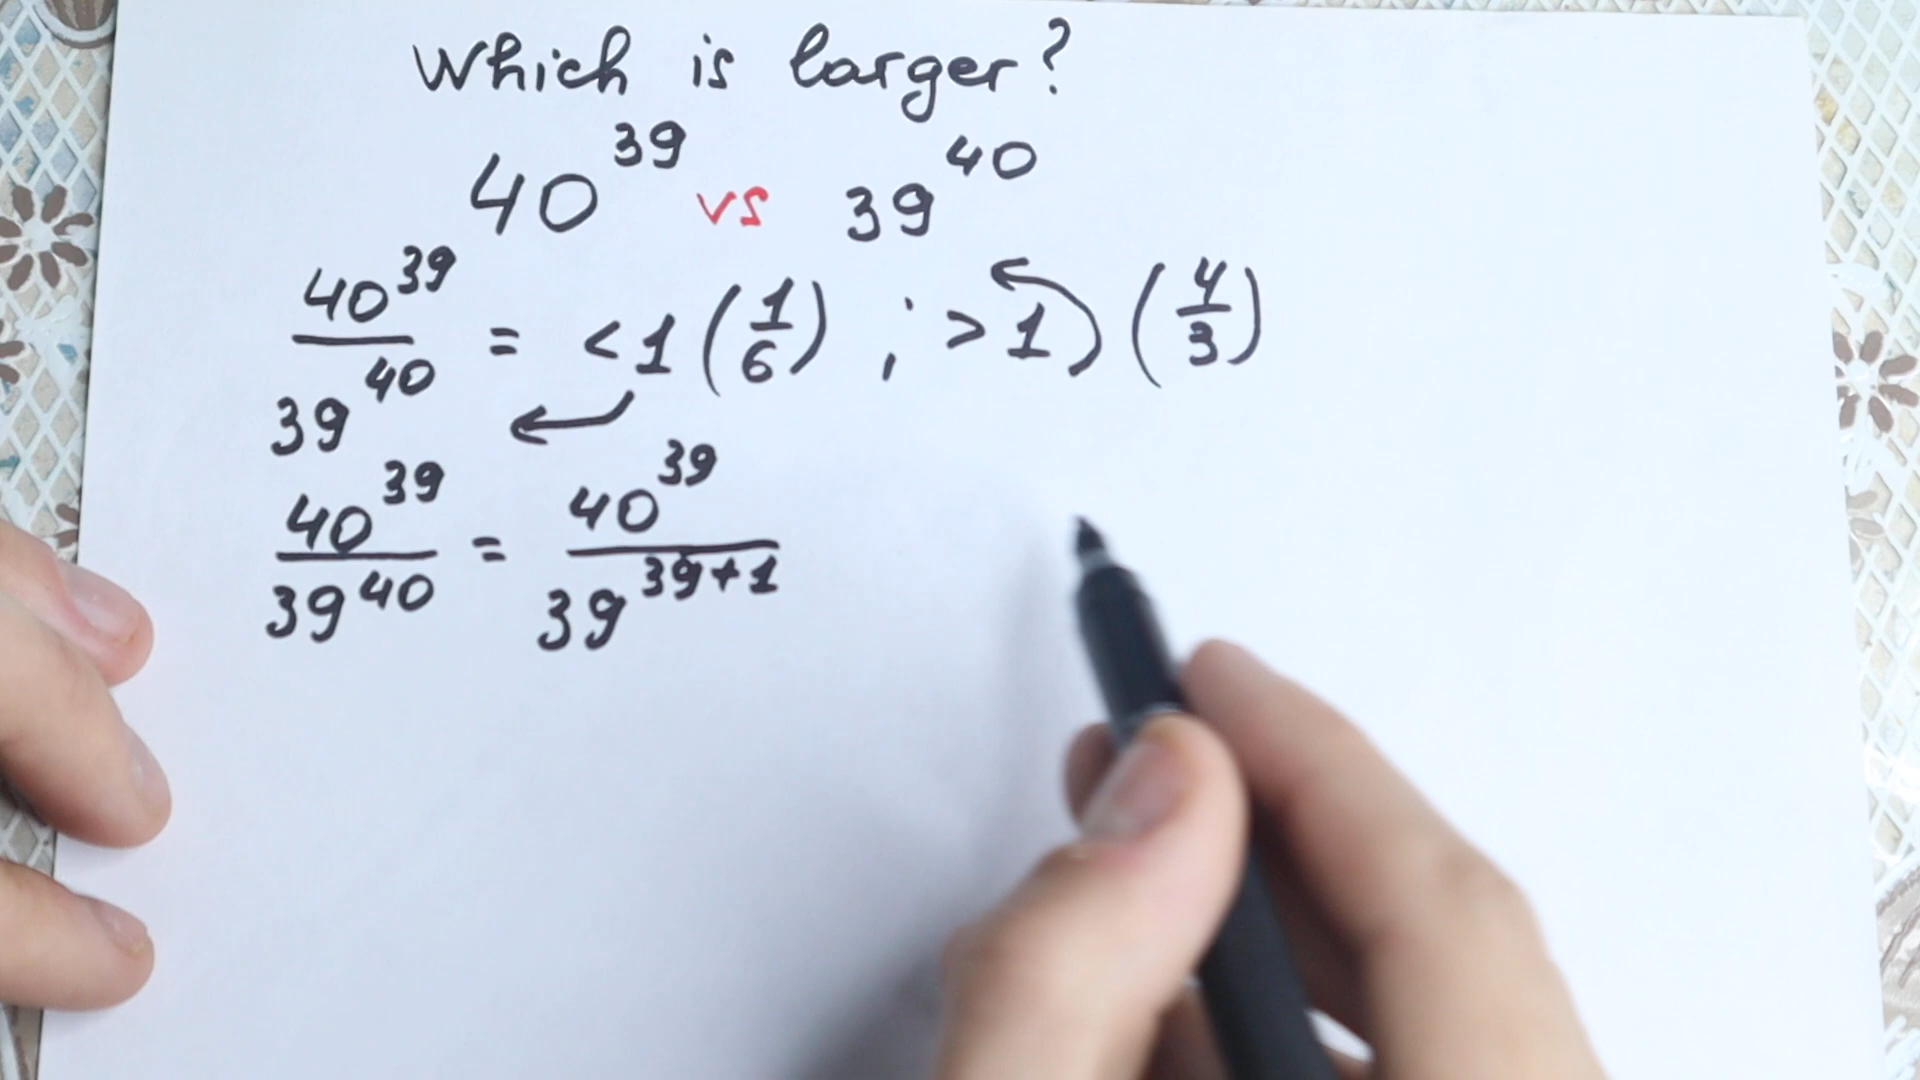 Which is larger?
40^39 vs 39^40
40^39/39^40 = <1 (1/6) ; >1) (4/3)
40^39/39^40 = 40^39/39^39+1